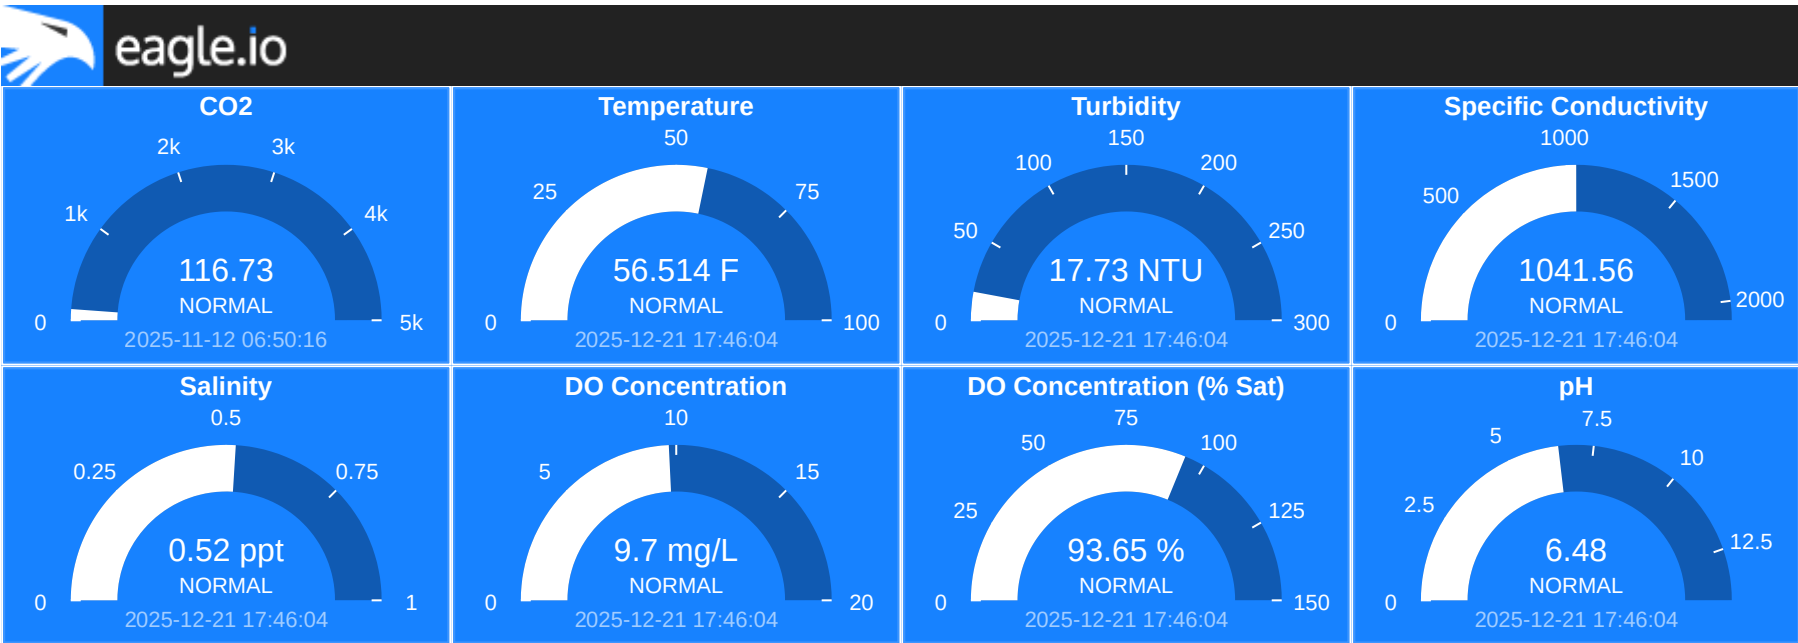 eagle.io
CO2
2k
3k
1k
4k
0
5k
116.73
NORMAL
2025-11-12 06:50:16
Temperature
50
25
75
0
100
56.514 F
NORMAL
2025-12-21 17:46:04
Turbidity
150
100
200
50
250
0
300
17.73 NTU
NORMAL
2025-12-21 17:46:04
Specific Conductivity
1000
500
1500
0
2000
1041.56
NORMAL
2025-12-21 17:46:04
Salinity
0.5
0.25
0.75
0
1
0.52 ppt
NORMAL
2025-12-21 17:46:04
DO Concentration
10
5
15
0
20
9.7 mg/L
NORMAL
2025-12-21 17:46:04
DO Concentration (% Sat)
75
50
100
25
125
0
150
93.65 %
NORMAL
2025-12-21 17:46:04
pH
7.5
5
10
2.5
12.5
0
6.48
NORMAL
2025-12-21 17:46:04